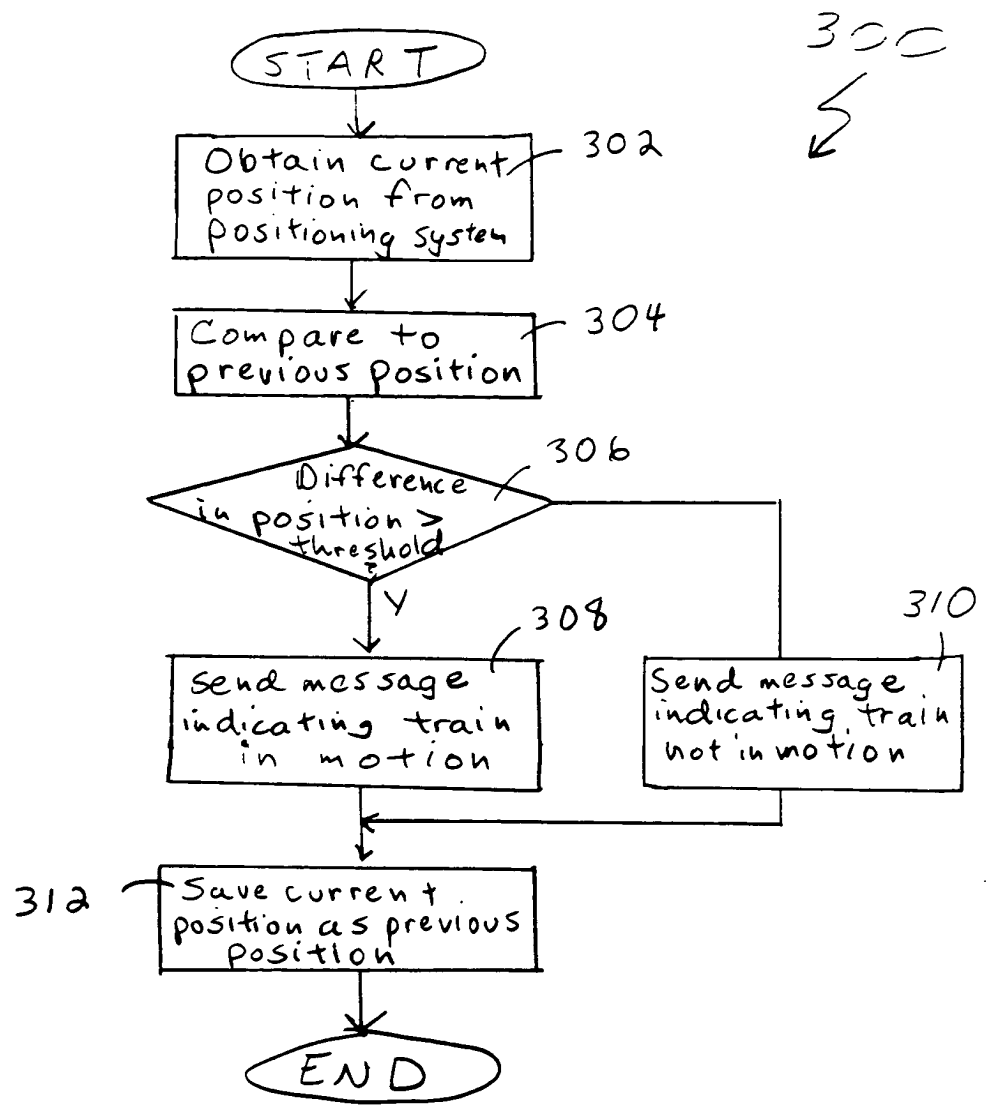 START
300
Obtain current
position from
positioning system
302
Compare to
previous position
304
Difference
in position >
threshold
?
306
Y
Send message
indicating train
in motion
308
Send message
indicating train
not in motion
310
Save current
position as previous
position
312
END